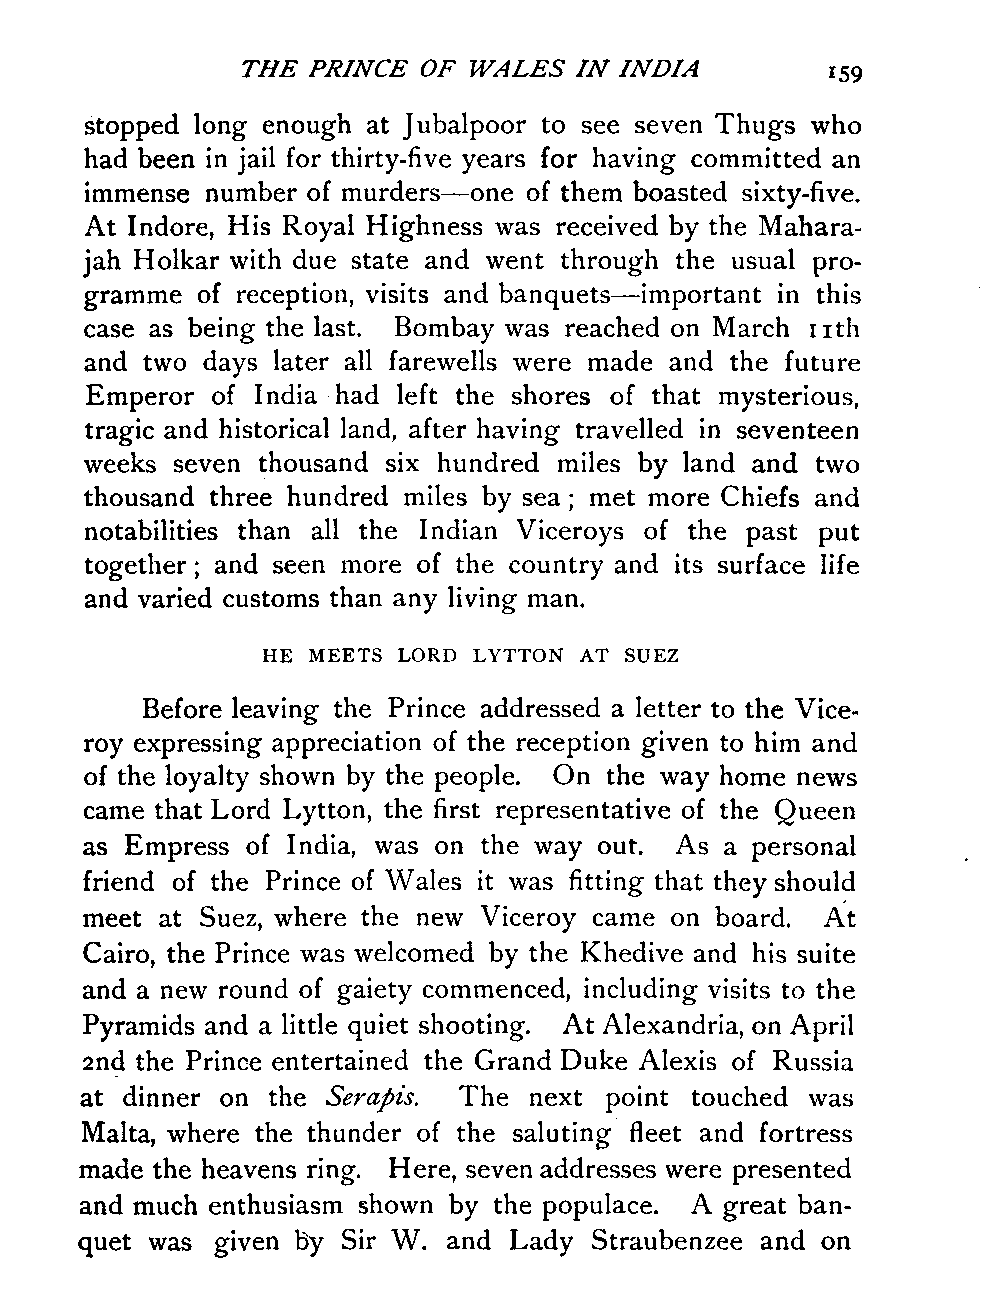 THE PRINCE OF WALES IN INDIA 159
stopped long enough at Jubalpoor to see seven Thugs who
had been in jail for thirty-five years for having committed an
immense number of murders—one of them boasted sixty-five.
At Indore, His Royal Highness was received by the Mahara-
jah Holkar with due state and went through the usual pro-
gramme of reception, visits and banquets—important in this
case as being the last. Bombay was reached on March 11th
and two days later all farewells were made and the future
Emperor of India had left the shores of that mysterious,
tragic and historical land, after having travelled in seventeen
weeks seven thousand six hundred miles by land and two
thousand three hundred miles by sea; met more Chiefs and
notabilities than all the Indian Viceroys of the past put
together; and seen more of the country and its surface life
and varied customs than any living man.
HE MEETS LORD LYTTON AT SUEZ
Before leaving the Prince addressed a letter to the Vice-
roy expressing appreciation of the reception given to him and
of the loyalty shown by the people. On the way home news
came that Lord Lytton, the first representative of the Queen
as Empress of India, was on the way out. As a personal
friend of the Prince of Wales it was fitting that they should
meet at Suez, where the new Viceroy came on board. At
Cairo, the Prince was welcomed by the Khedive and his suite
and a new round of gaiety commenced, including visits to the
Pyramids and a little quiet shooting. At Alexandria, on April
2nd the Prince entertained the Grand Duke Alexis of Russia
at dinner on the Serapis. The next point touched was
Malta, where the thunder of the saluting fleet and fortress
made the heavens ring. Here, seven addresses were presented
and much enthusiasm shown by the populace. A great ban-
quet was given by Sir W. and Lady Straubenzee and on